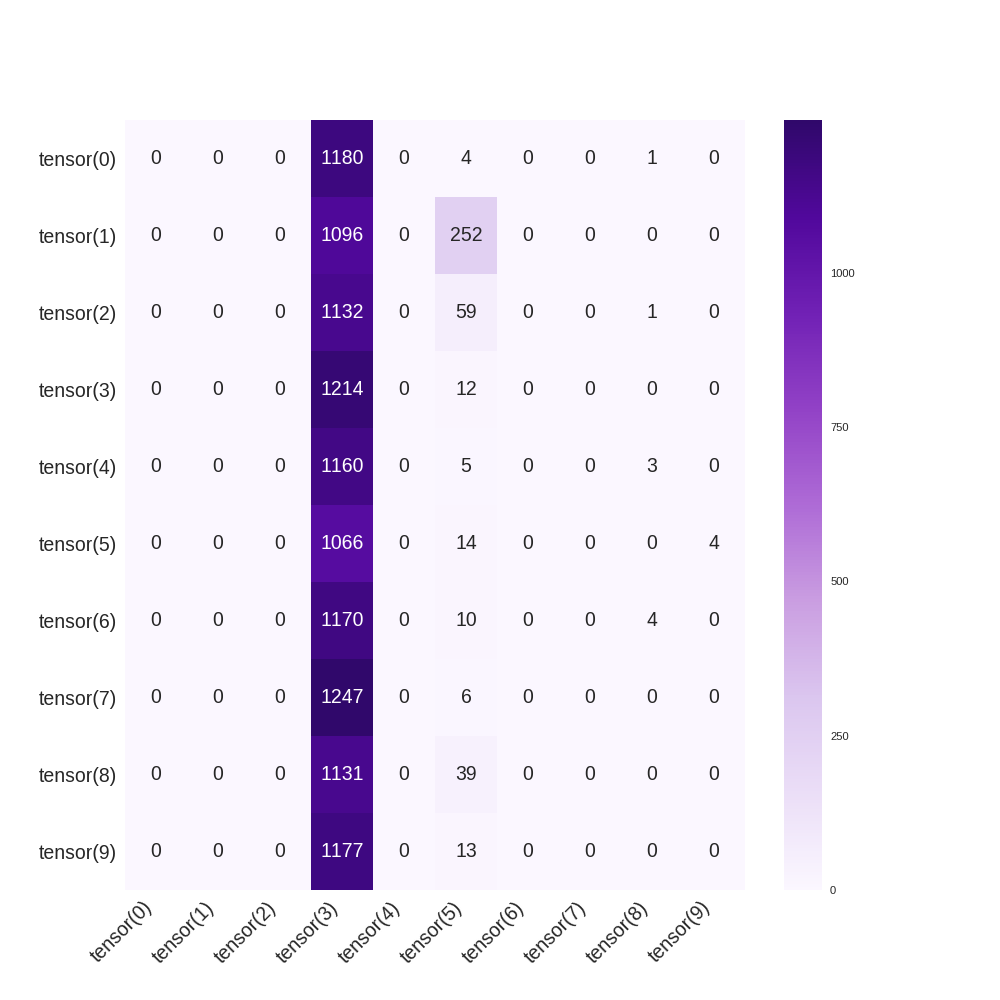 tensor(0) 0 0 0 1180 0 4 0 0 1 0
tensor(1) 0 0 0 1096 0 252 0 0 0 0
tensor(2) 0 0 0 1132 0 59 0 0 1 0
tensor(3) 0 0 0 1214 0 12 0 0 0 0
tensor(4) 0 0 0 1160 0 5 0 0 3 0
tensor(5) 0 0 0 1066 0 14 0 0 0 4
tensor(6) 0 0 0 1170 0 10 0 0 4 0
tensor(7) 0 0 0 1247 0 6 0 0 0 0
tensor(8) 0 0 0 1131 0 39 0 0 0 0
tensor(9) 0 0 0 1177 0 13 0 0 0 0
tensor(0) tensor(1) tensor(2) tensor(3) tensor(4) tensor(5) tensor(6) tensor(7) tensor(8) tensor(9)
1000
750
500
250
0